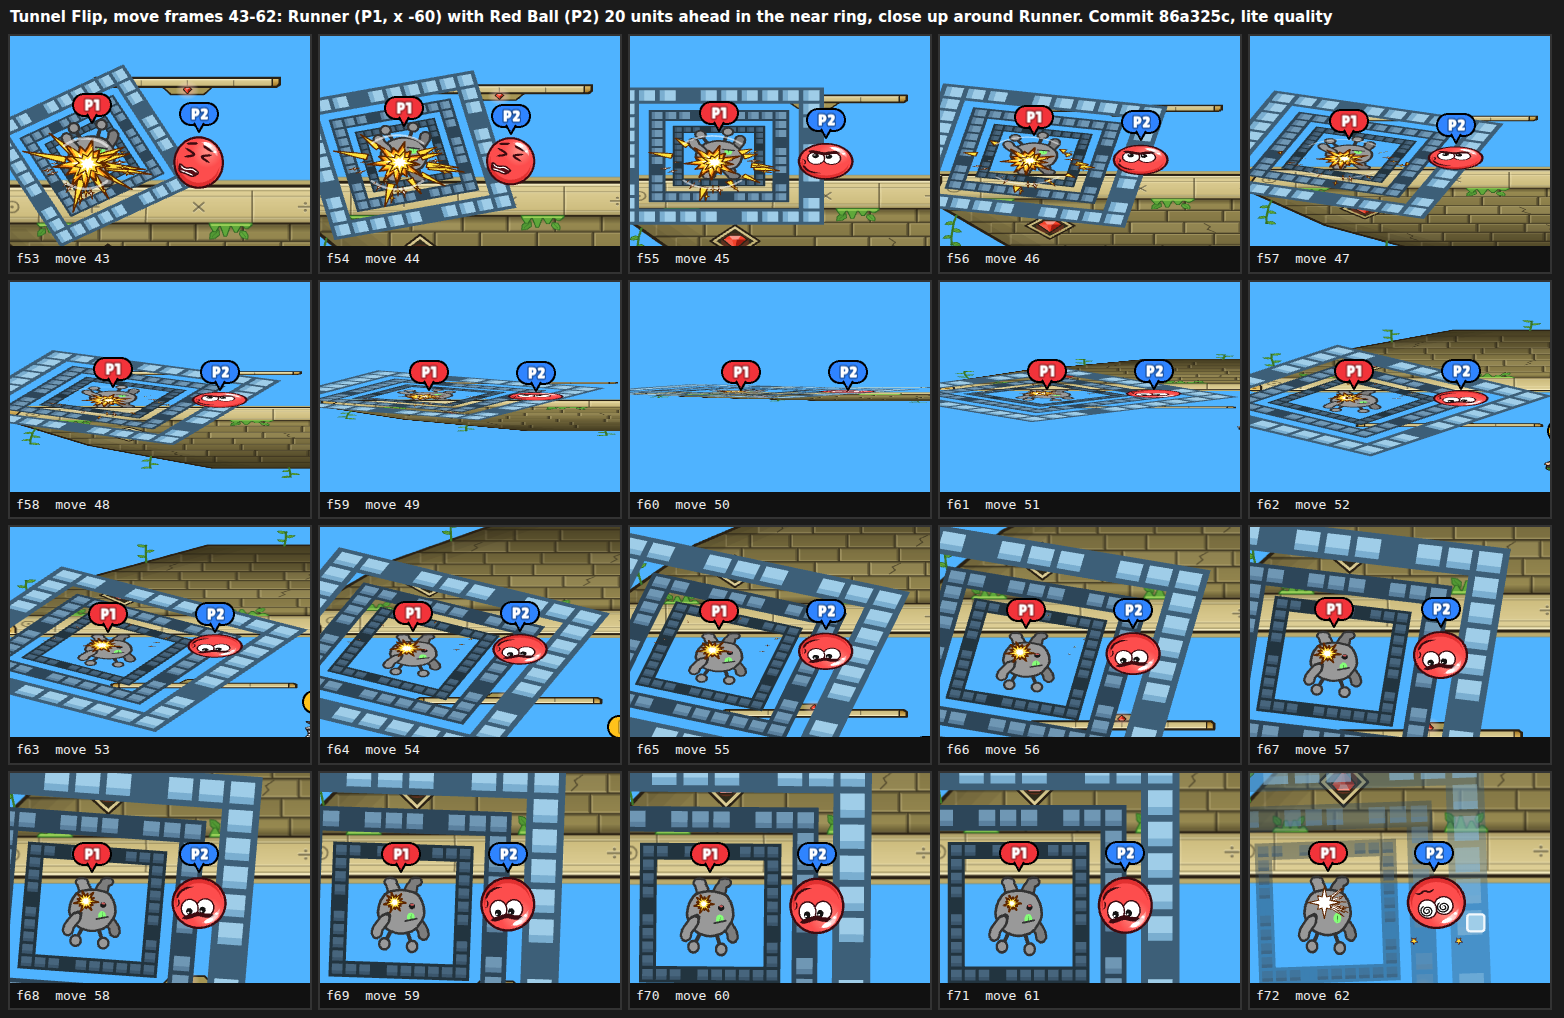 Tunnel Flip, move frames 43-62: Runner (P1, x -60) with Red Ball (P2) 20 units ahead in the near ring, close up around Runner. Commit 86a325c, lite quality
P1 P2 P1 P2 P1 P2 P1 P2 P1 P2
f53 move 43 f54 move 44 f55 move 45 f56 move 46 f57 move 47
P1 P2 P1 P2 P1 P2 P1 P2 P1 P2
f58 move 48 f59 move 49 f60 move 50 f61 move 51 f62 move 52
P1 P2 P1 P2 P1 P2 P1 P2 P1 P2
f63 move 53 f64 move 54 f65 move 55 f66 move 56 f67 move 57
P1 P2 P1 P2 P1 P2 P1 P2 P1 P2
f68 move 58 f69 move 59 f70 move 60 f71 move 61 f72 move 62